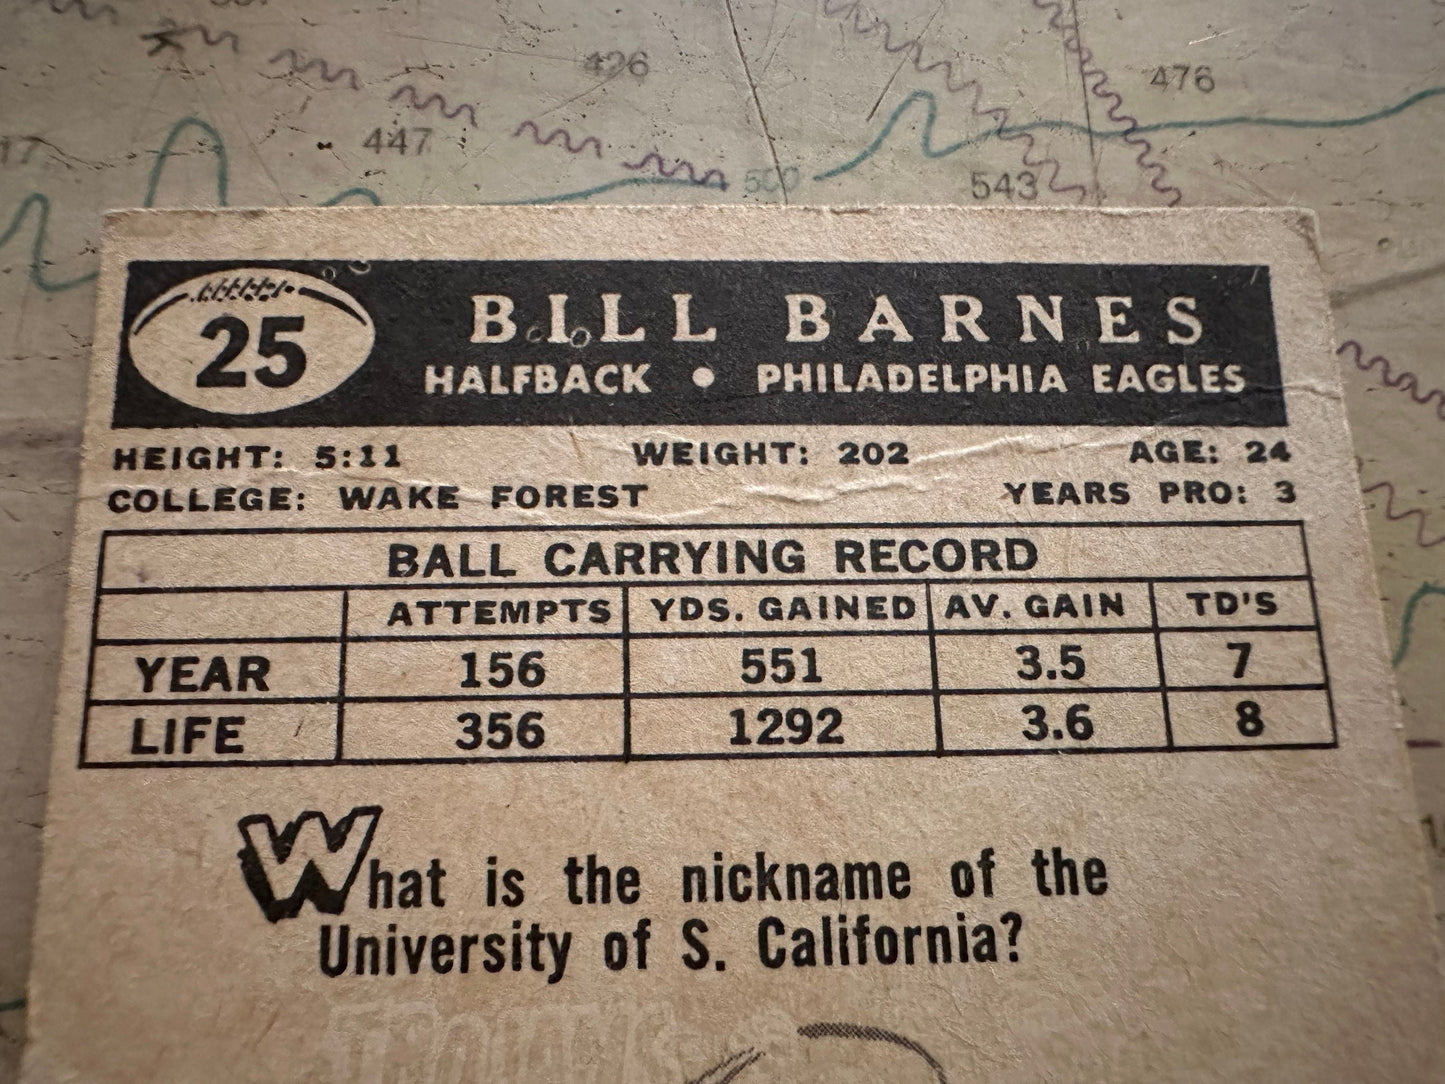 426
476
447
17
500
543
25
BILL BARNES
HALFBACK • PHILADELPHIA EAGLES
HEIGHT: 5:11 WEIGHT: 202 AGE: 24
COLLEGE: WAKE FOREST YEARS PRO: 3
BALL CARRYING RECORD
ATTEMPTS YDS. GAINED AV. GAIN TD'S
YEAR 156 551 3.5 7
LIFE 356 1292 3.6 8
What is the nickname of the
University of S. California?